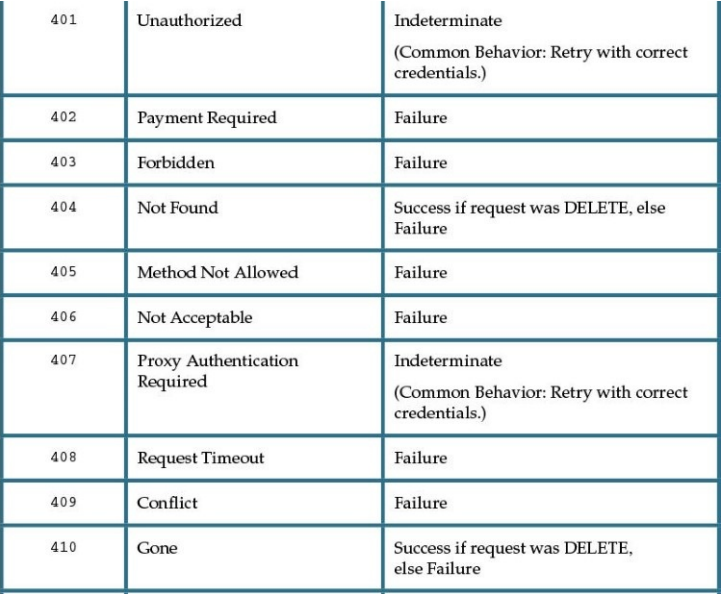 401 Unauthorized Indeterminate
(Common Behavior: Retry with correct
credentials.)
402 Payment Required Failure
403 Forbidden Failure
404 Not Found Success if request was DELETE, else
Failure
405 Method Not Allowed Failure
406 Not Acceptable Failure
407 Proxy Authentication Indeterminate
Required
(Common Behavior: Retry with correct
credentials.)
408 Request Timeout Failure
409 Conflict Failure
410 Gone Success if request was DELETE,
else Failure